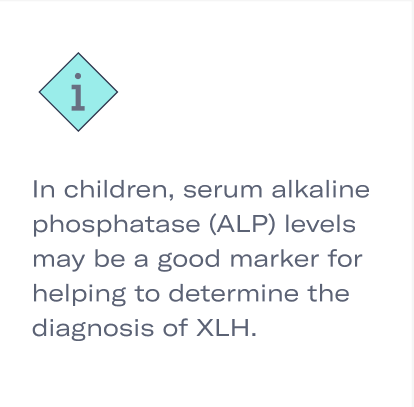 i
In children, serum alkaline
phosphatase (ALP) levels
may be a good marker for
helping to determine the
diagnosis of XLH.